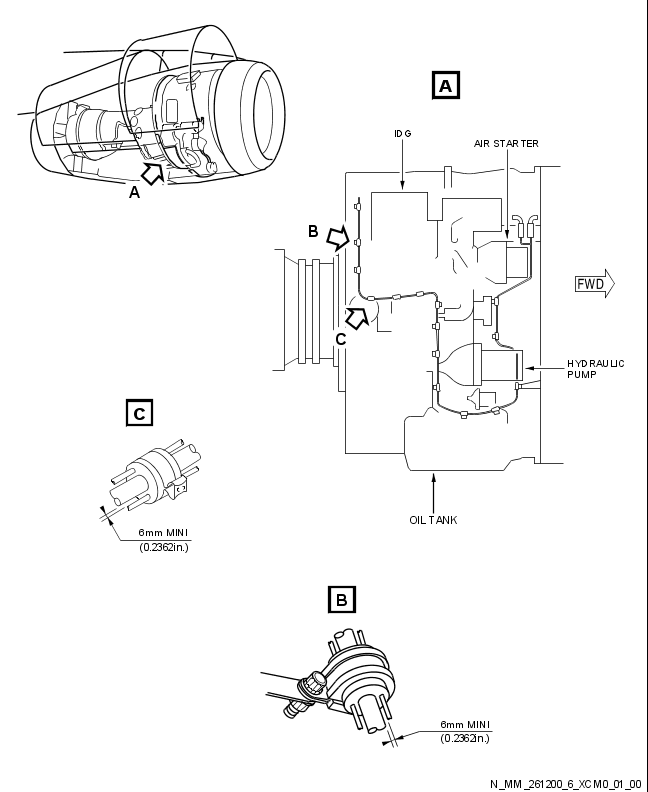 A
A
IDG
AIR STARTER
B
C
FWD
HYDRAULIC
PUMP
C
6mm MINI
(0.2362in.)
OIL TANK
B
6mm MINI
(0.2362in.)
N_MM_261200_6_XCM0_01_00